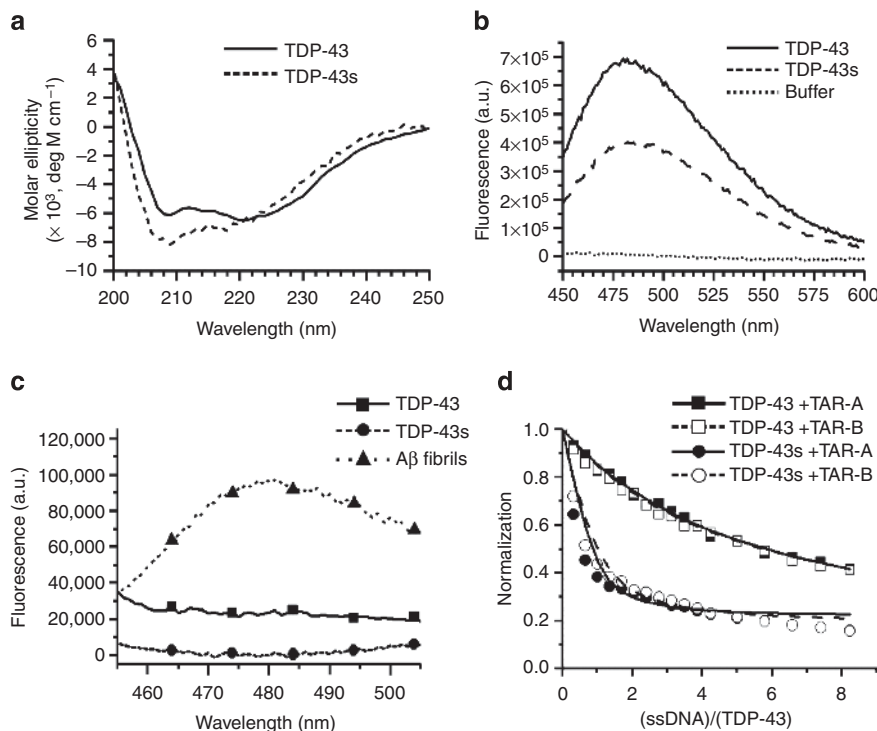 a
TDP-43
TDP-43s
Molar ellipticity
(× 10³, deg M cm⁻¹)
6
4
2
0
−2
−4
−6
−8
−10
200 210 220 230 240 250
Wavelength (nm)
b
TDP-43
TDP-43s
Buffer
Fluorescence (a.u.)
7×10⁵
6×10⁵
5×10⁵
4×10⁵
3×10⁵
2×10⁵
1×10⁵
0
450 475 500 525 550 575 600
Wavelength (nm)
c
TDP-43
TDP-43s
Aβ fibrils
Fluorescence (a.u.)
120,000
100,000
80,000
60,000
40,000
20,000
0
460 470 480 490 500
Wavelength (nm)
d
TDP-43 +TAR-A
TDP-43 +TAR-B
TDP-43s +TAR-A
TDP-43s +TAR-B
Normalization
1.0
0.8
0.6
0.4
0.2
0.0
0 2 4 6 8
(ssDNA)/(TDP-43)